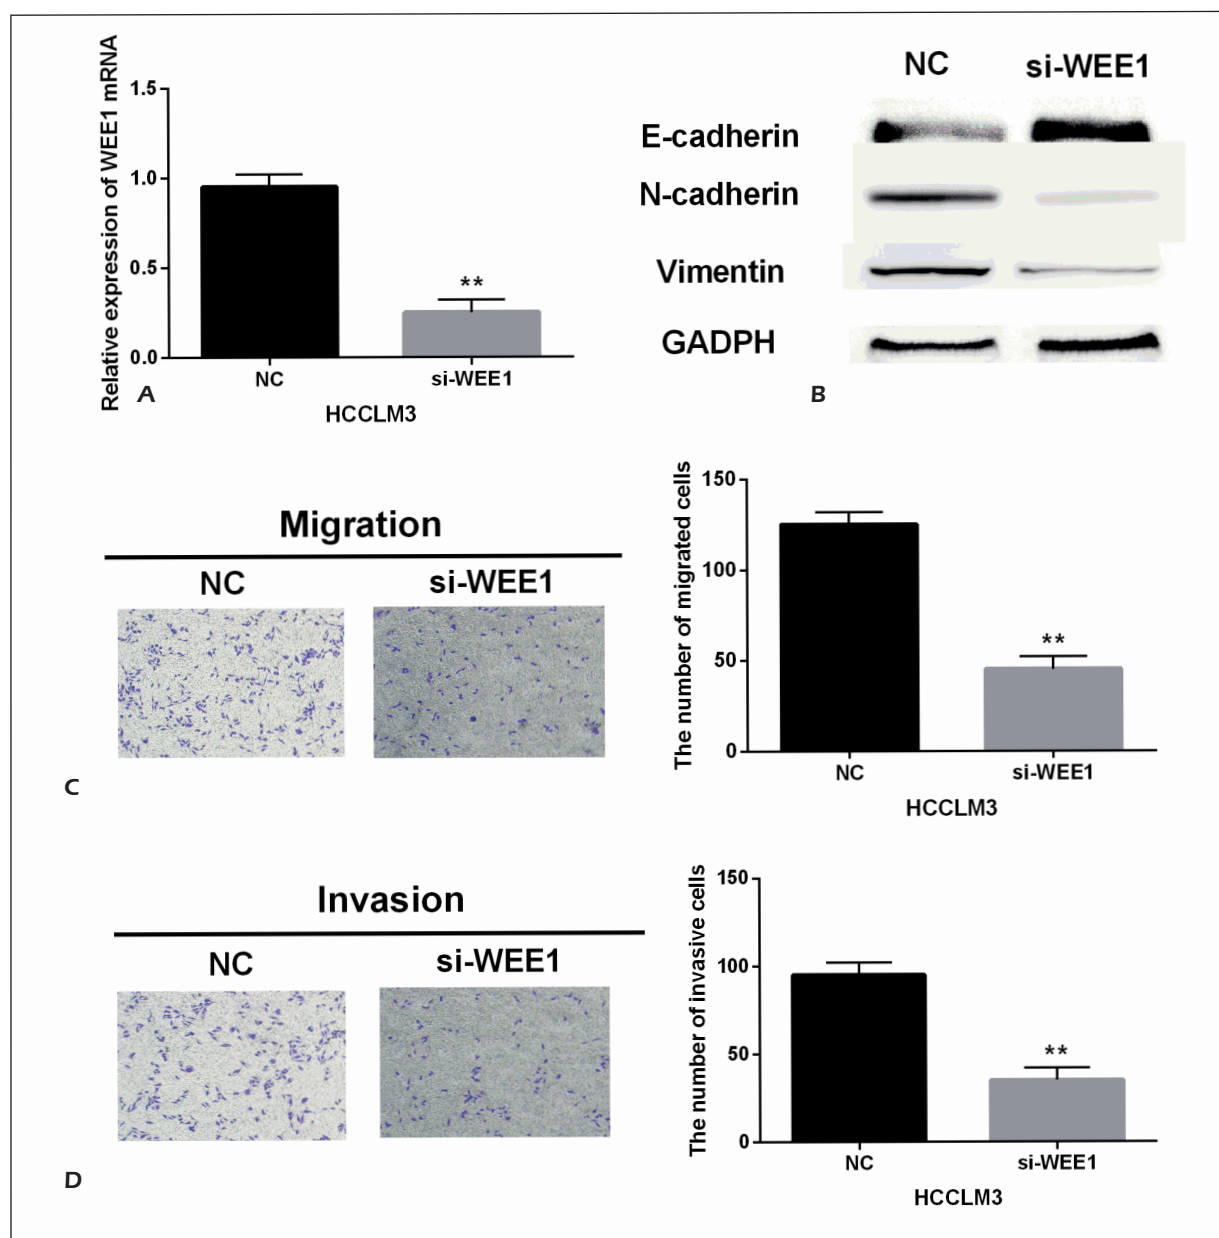 Relative expression of WEE1 mRNA
1.5
1.0
0.5
0.0
**
NC
si-WEE1
HCCLM3
A
NC
si-WEE1
E-cadherin
N-cadherin
Vimentin
GADPH
B
Migration
NC
si-WEE1
C
The number of migrated cells
150
100
50
0
**
NC
si-WEE1
HCCLM3
Invasion
NC
si-WEE1
D
The number of invasive cells
150
100
50
0
**
NC
si-WEE1
HCCLM3